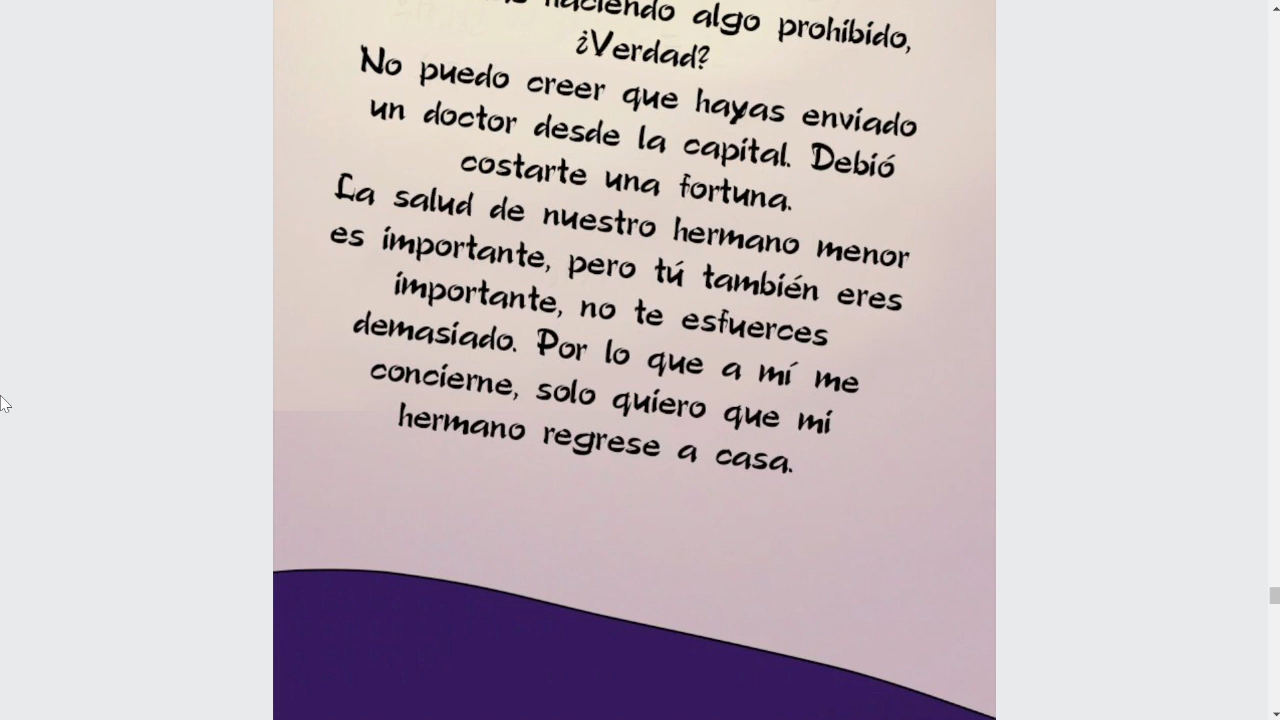 haciendo algo prohibido,
¿Verdad?
No puedo creer que hayas enviado
un doctor desde la capital. Debió
costarte una fortuna.
La salud de nuestro hermano menor
es importante, pero tú también eres
importante, no te esfuerces
demasiado. Por lo que a mí me
concierne, solo quiero que mi
hermano regrese a casa.